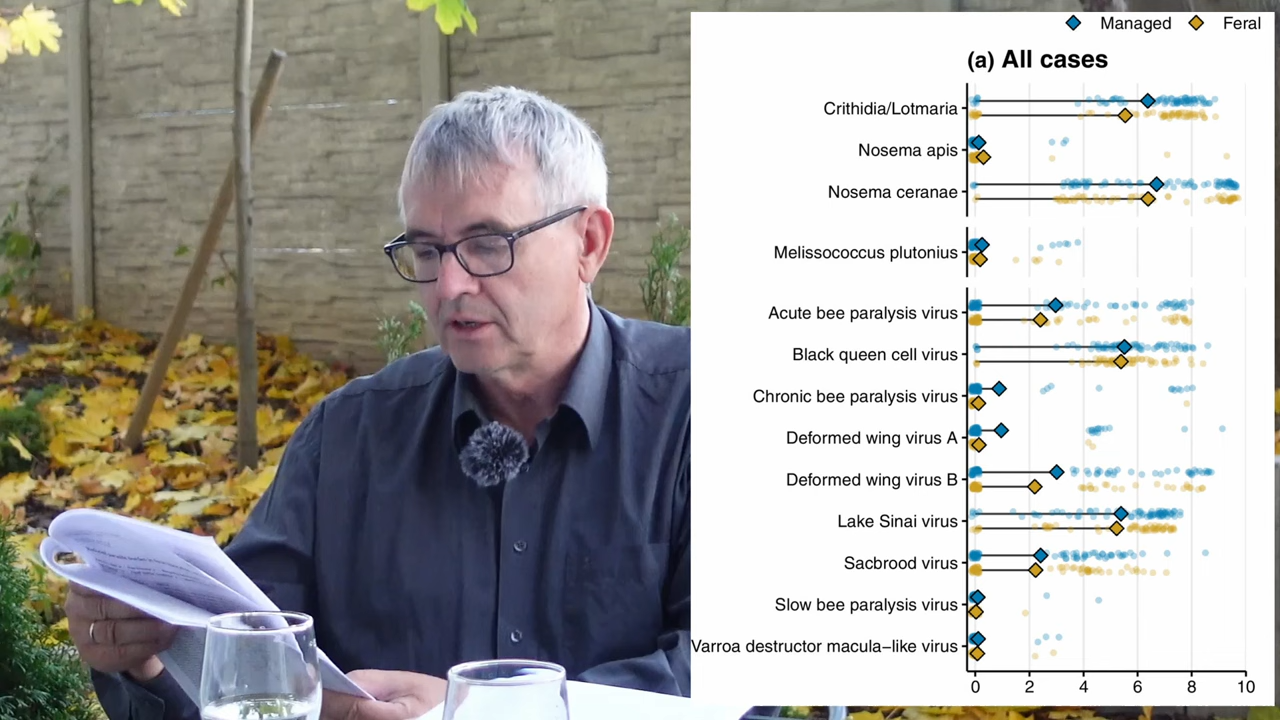 Managed Feral
(a) All cases
Crithidia/Lotmaria
Nosema apis
Nosema ceranae
Melissococcus plutonius
Acute bee paralysis virus
Black queen cell virus
Chronic bee paralysis virus
Deformed wing virus A
Deformed wing virus B
Lake Sinai virus
Sacbrood virus
Slow bee paralysis virus
Varroa destructor macula−like virus
0 2 4 6 8 10